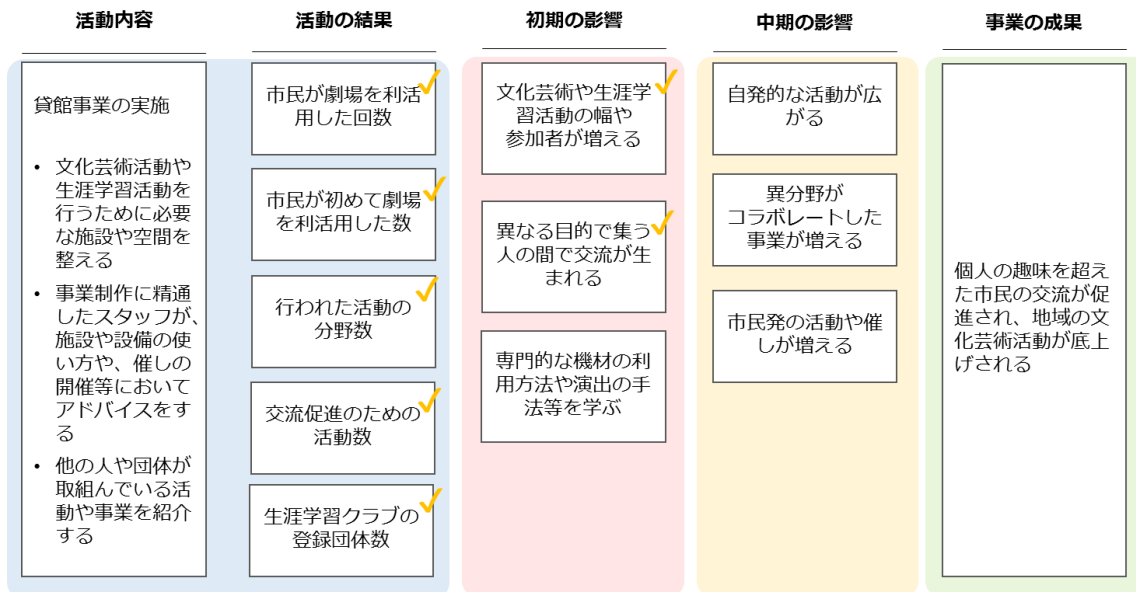 活動内容
活動の結果
初期の影響
中期の影響
事業の成果
貸館事業の実施
• 文化芸術活動や
生涯学習活動を
行うために必要
な施設や空間を
整える
• 事業制作に精通
したスタッフが、
施設や設備の使
い方や、催しの
開催等において
アドバイスをす
る
• 他の人や団体が
取組んでいる活
動や事業を紹介
する
市民が劇場を利活
用した回数
市民が初めて劇場
を利活用した数
行われた活動の
分野数
交流促進のための
活動数
生涯学習クラブの
登録団体数
文化芸術や生涯学
習活動の幅や
参加者が増える
異なる目的で集う
人の間で交流が生
まれる
専門的な機材の利
用方法や演出の手
法等を学ぶ
自発的な活動が広
がる
異分野が
コラボレートした
事業が増える
市民発の活動や催
しが増える
個人の趣味を超え
た市民の交流が促
進され、地域の文
化芸術活動が底上
げされる